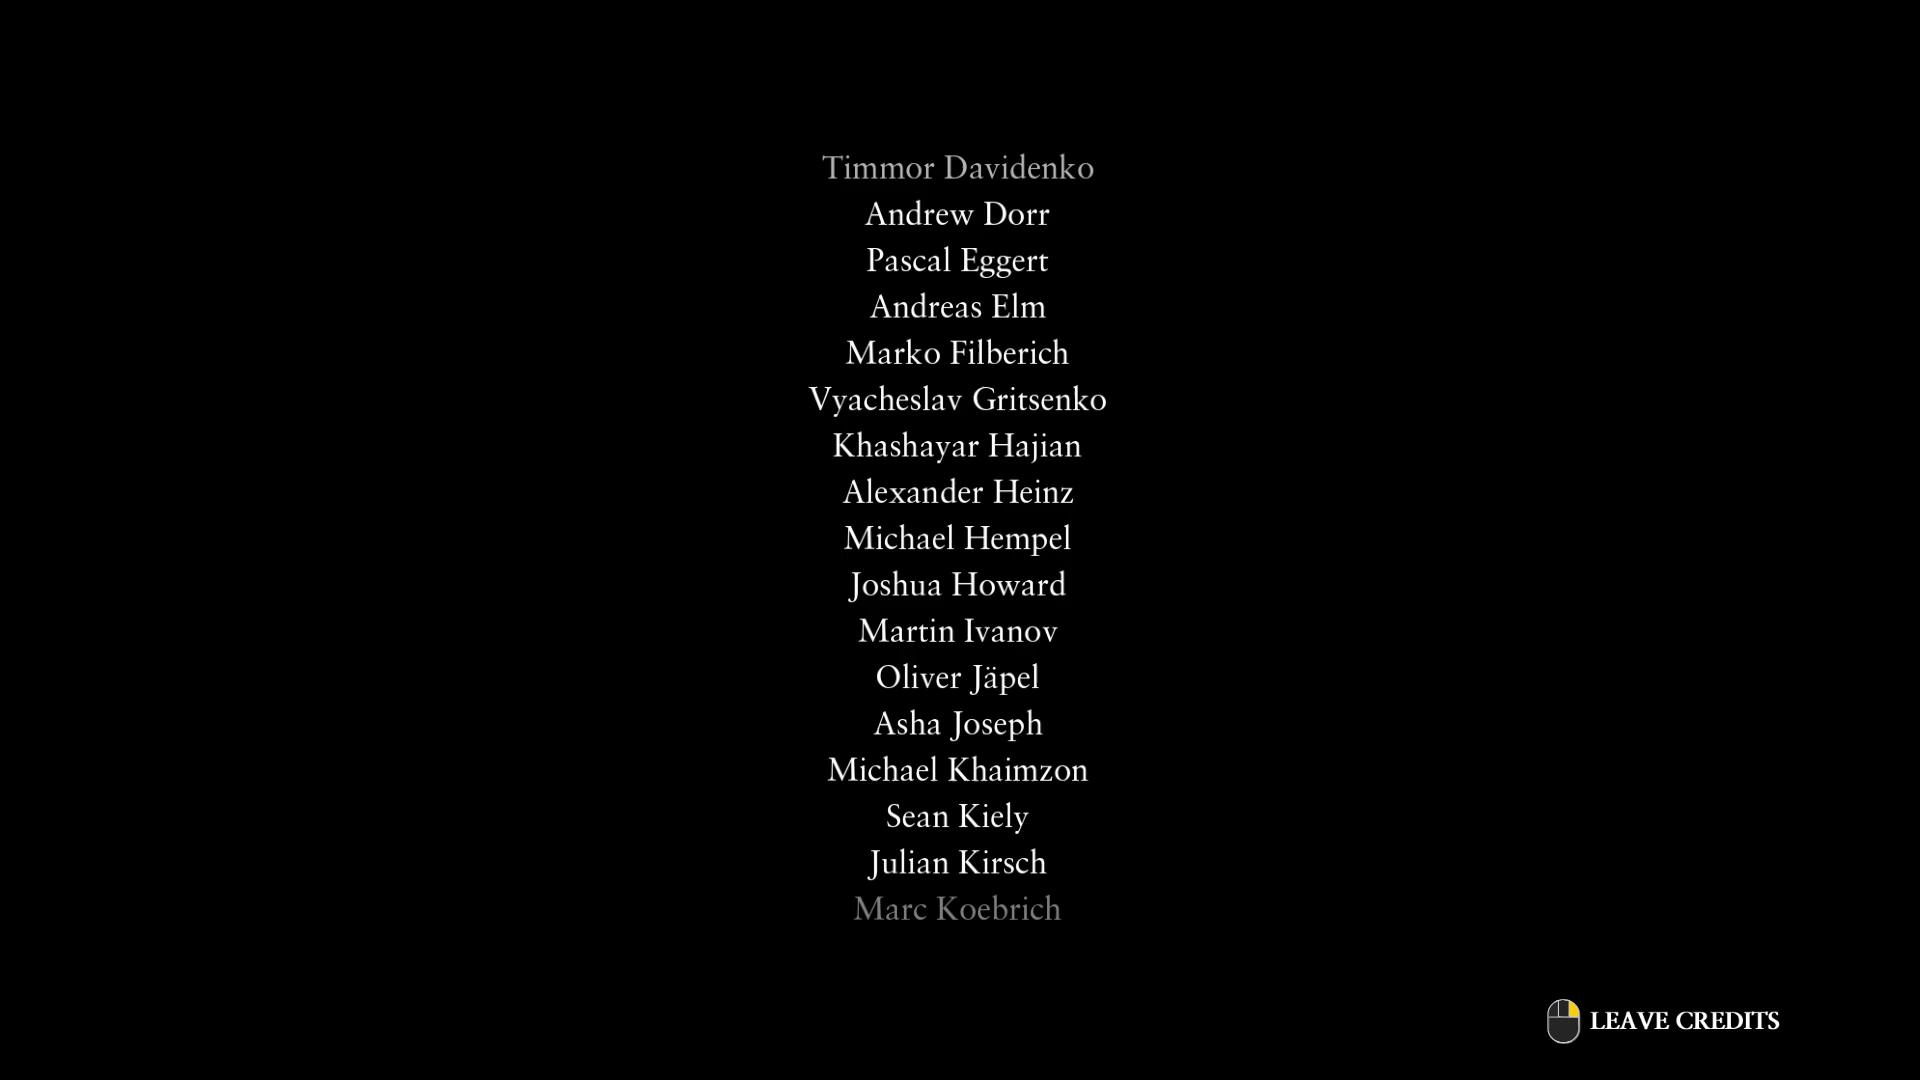 Timmor Davidenko
Andrew Dorr
Pascal Eggert
Andreas Elm
Marko Filberich
Vyacheslav Gritsenko
Khashayar Hajian
Alexander Heinz
Michael Hempel
Joshua Howard
Martin Ivanov
Oliver Jäpel
Asha Joseph
Michael Khaimzon
Sean Kiely
Julian Kirsch
Marc Koebrich
LEAVE CREDITS